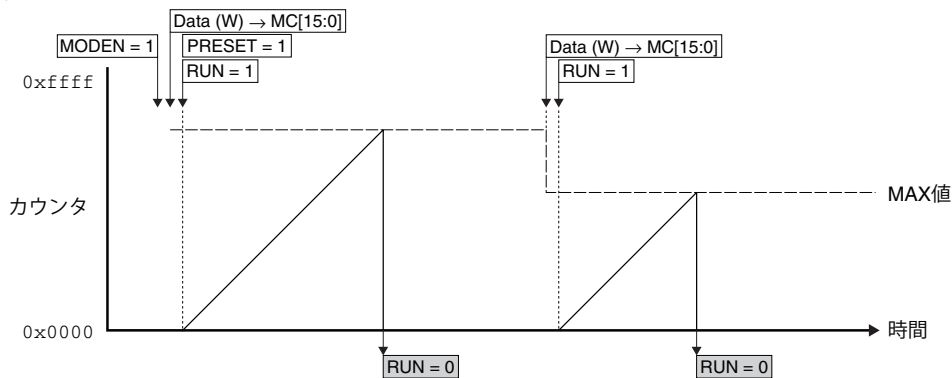 Data (W) → MC[15:0]
MODEN = 1
PRESET = 1
RUN = 1
Data (W) → MC[15:0]
RUN = 1
0xffff
カウンタ
MAX値
0x0000
時間
RUN = 0
RUN = 0